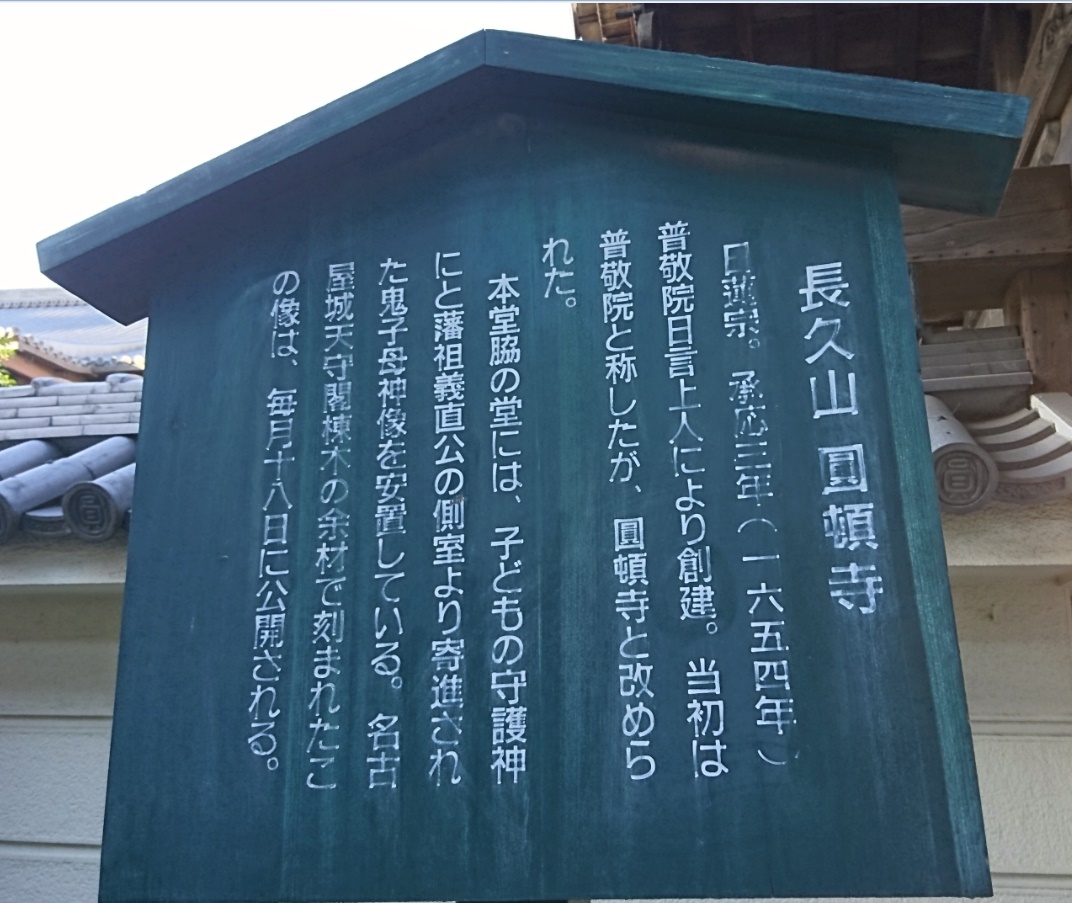 長久山 圓頓寺
日蓮宗。承応三年(一六五四年)
普敬院日言上人により創建。当初は
普敬院と称したが、圓頓寺と改めら
れた。
本堂脇の堂には、子どもの守護神
にと藩祖義直公の側室より寄進され
た鬼子母神像を安置している。名古
屋城天守閣棟木の余材で刻まれたこ
の像は、毎月十八日に公開される。